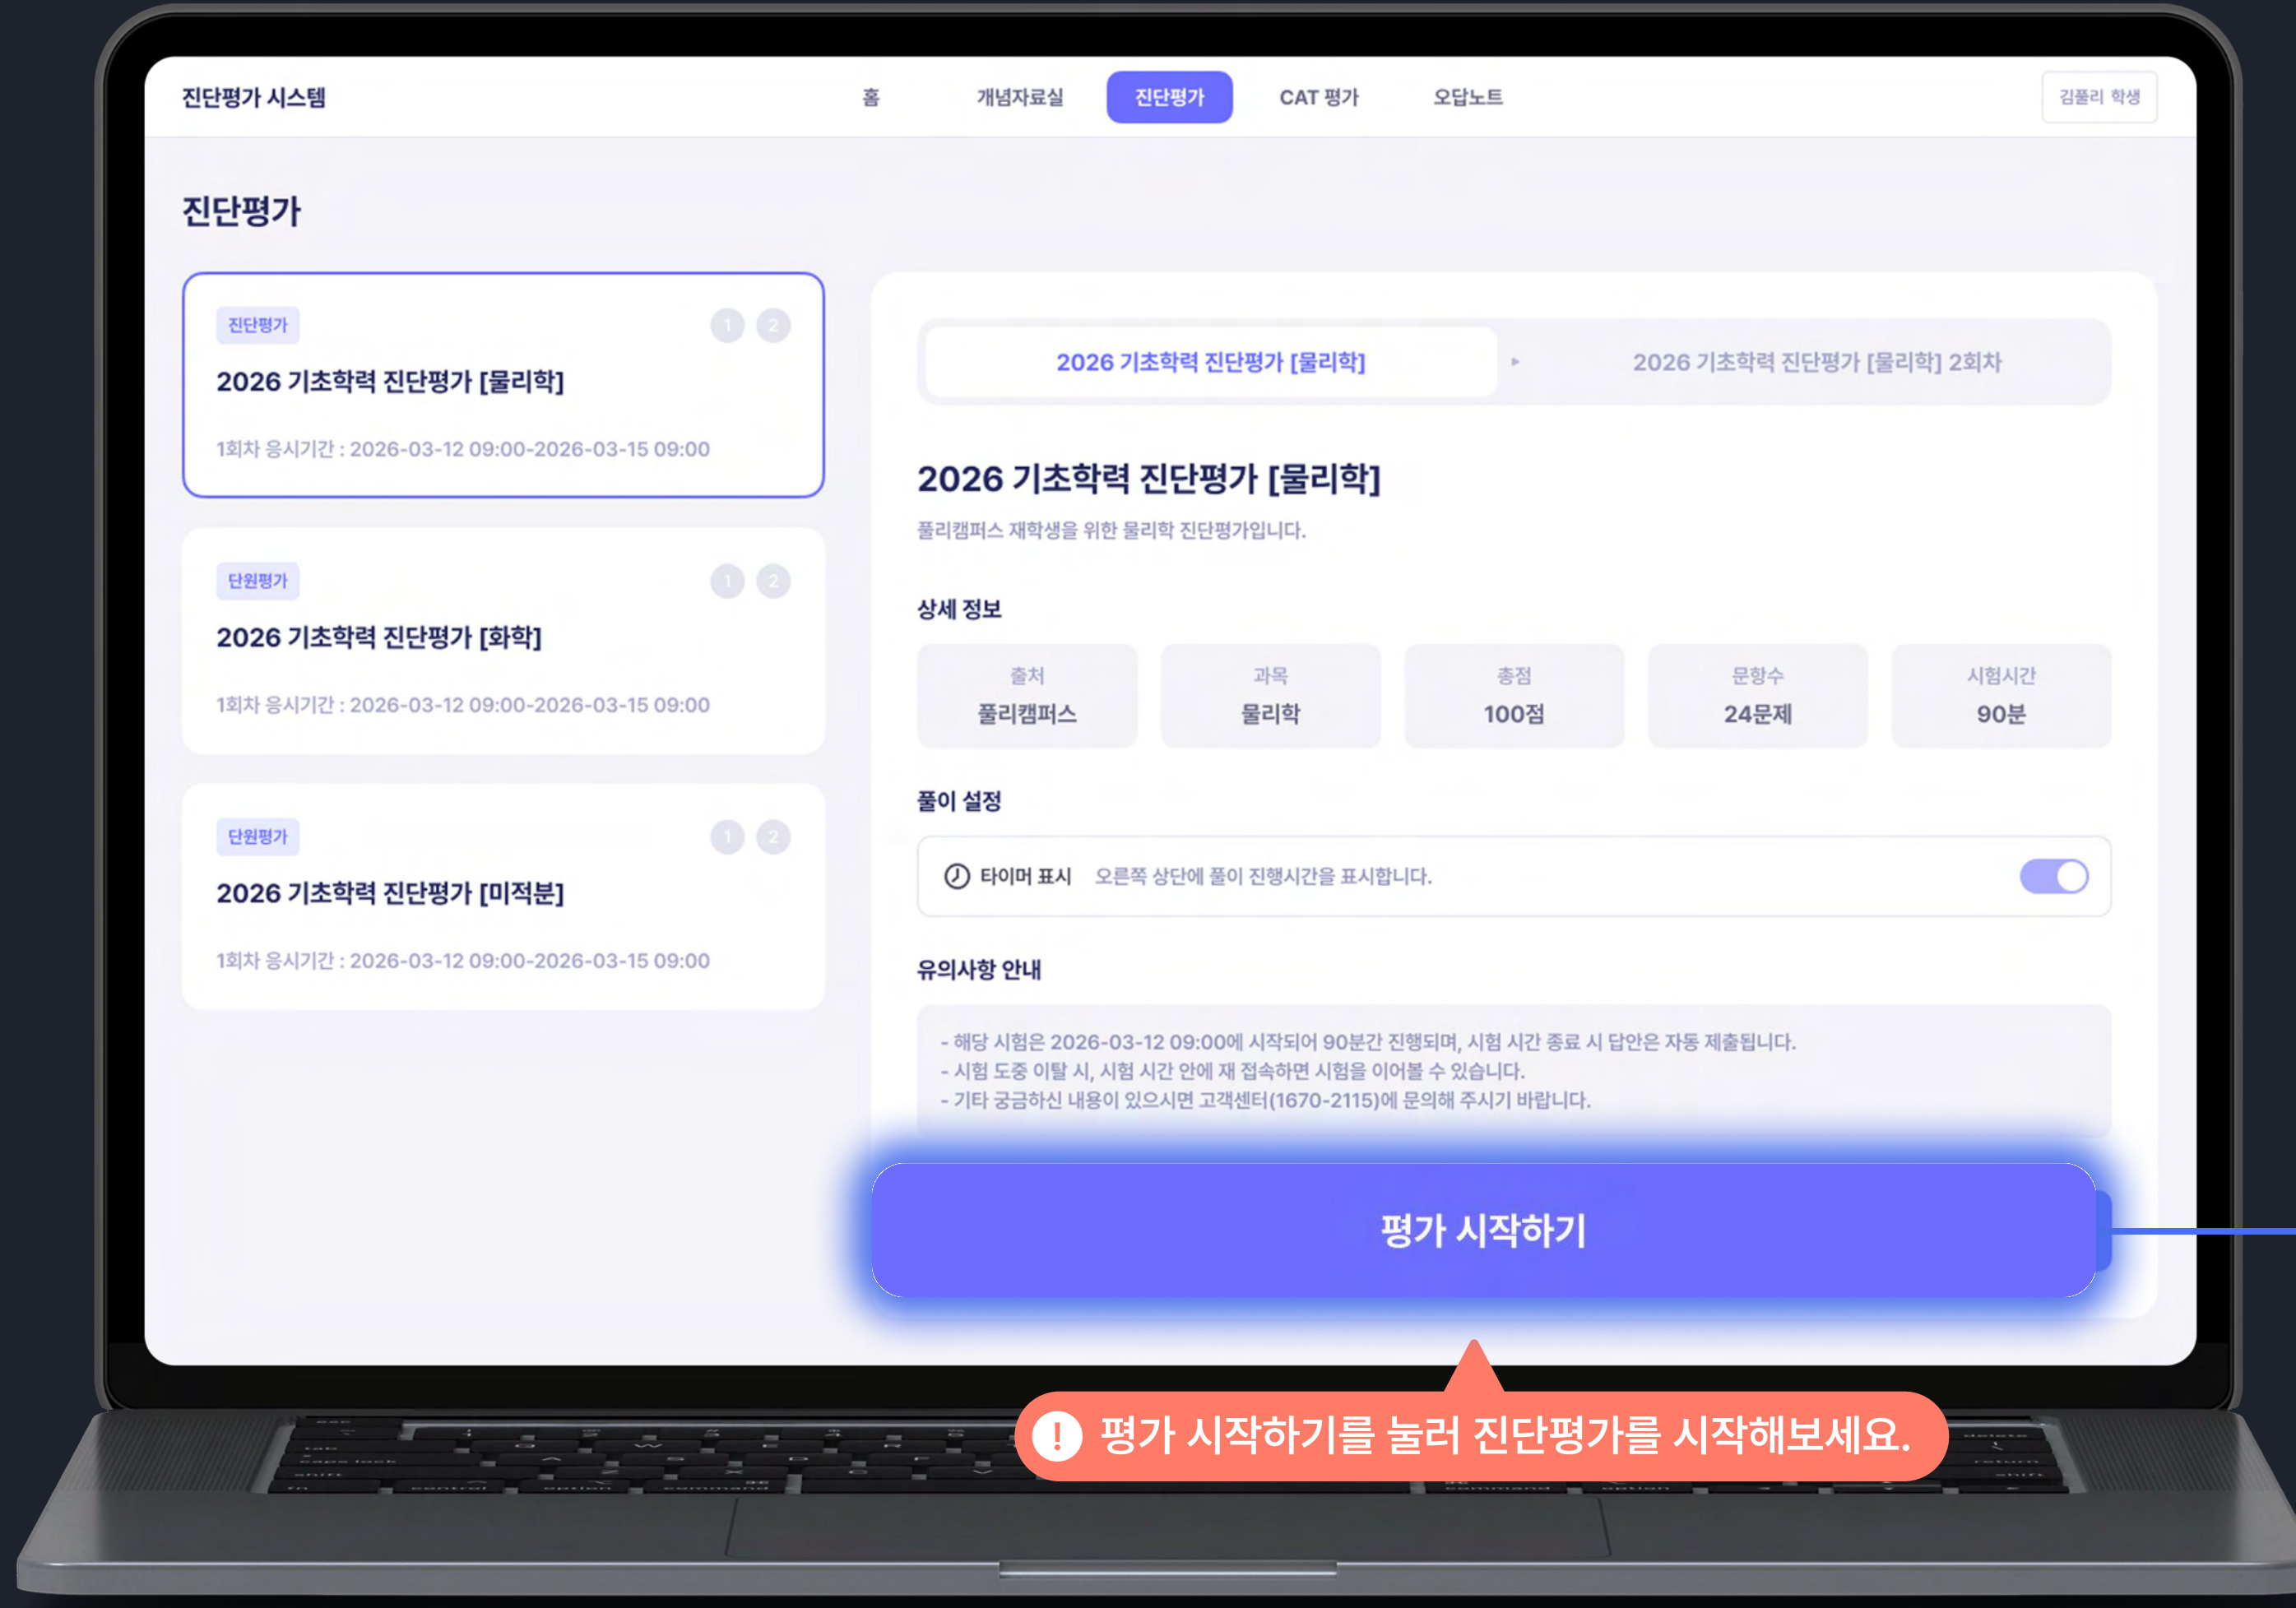 진단평가 시스템
홈
개념자료실
진단평가
CAT 평가
오답노트
김풀리 학생
진단평가
진단평가
1
2
2026 기초학력 진단평가 [물리학]
1회차 응시기간 : 2026-03-12 09:00-2026-03-15 09:00
단원평가
1
2
2026 기초학력 진단평가 [화학]
1회차 응시기간 : 2026-03-12 09:00-2026-03-15 09:00
단원평가
1
2
2026 기초학력 진단평가 [미적분]
1회차 응시기간 : 2026-03-12 09:00-2026-03-15 09:00
2026 기초학력 진단평가 [물리학]
2026 기초학력 진단평가 [물리학] 2회차
2026 기초학력 진단평가 [물리학]
풀리캠퍼스 재학생을 위한 물리학 진단평가입니다.
상세 정보
출처
풀리캠퍼스
과목
물리학
총점
100점
문항수
24문제
시험시간
90분
풀이 설정
타이머 표시 오른쪽 상단에 풀이 진행시간을 표시합니다.
유의사항 안내
- 해당 시험은 2026-03-12 09:00에 시작되어 90분간 진행되며, 시험 시간 종료 시 답안은 자동 제출됩니다.
- 시험 도중 이탈 시, 시험 시간 안에 재 접속하면 시험을 이어볼 수 있습니다.
- 기타 궁금하신 내용이 있으시면 고객센터(1670-2115)에 문의해 주시기 바랍니다.
평가 시작하기
! 평가 시작하기를 눌러 진단평가를 시작해보세요.
tab
caps lock
shift
fn
control
option
command
command
option
delete
return
shift